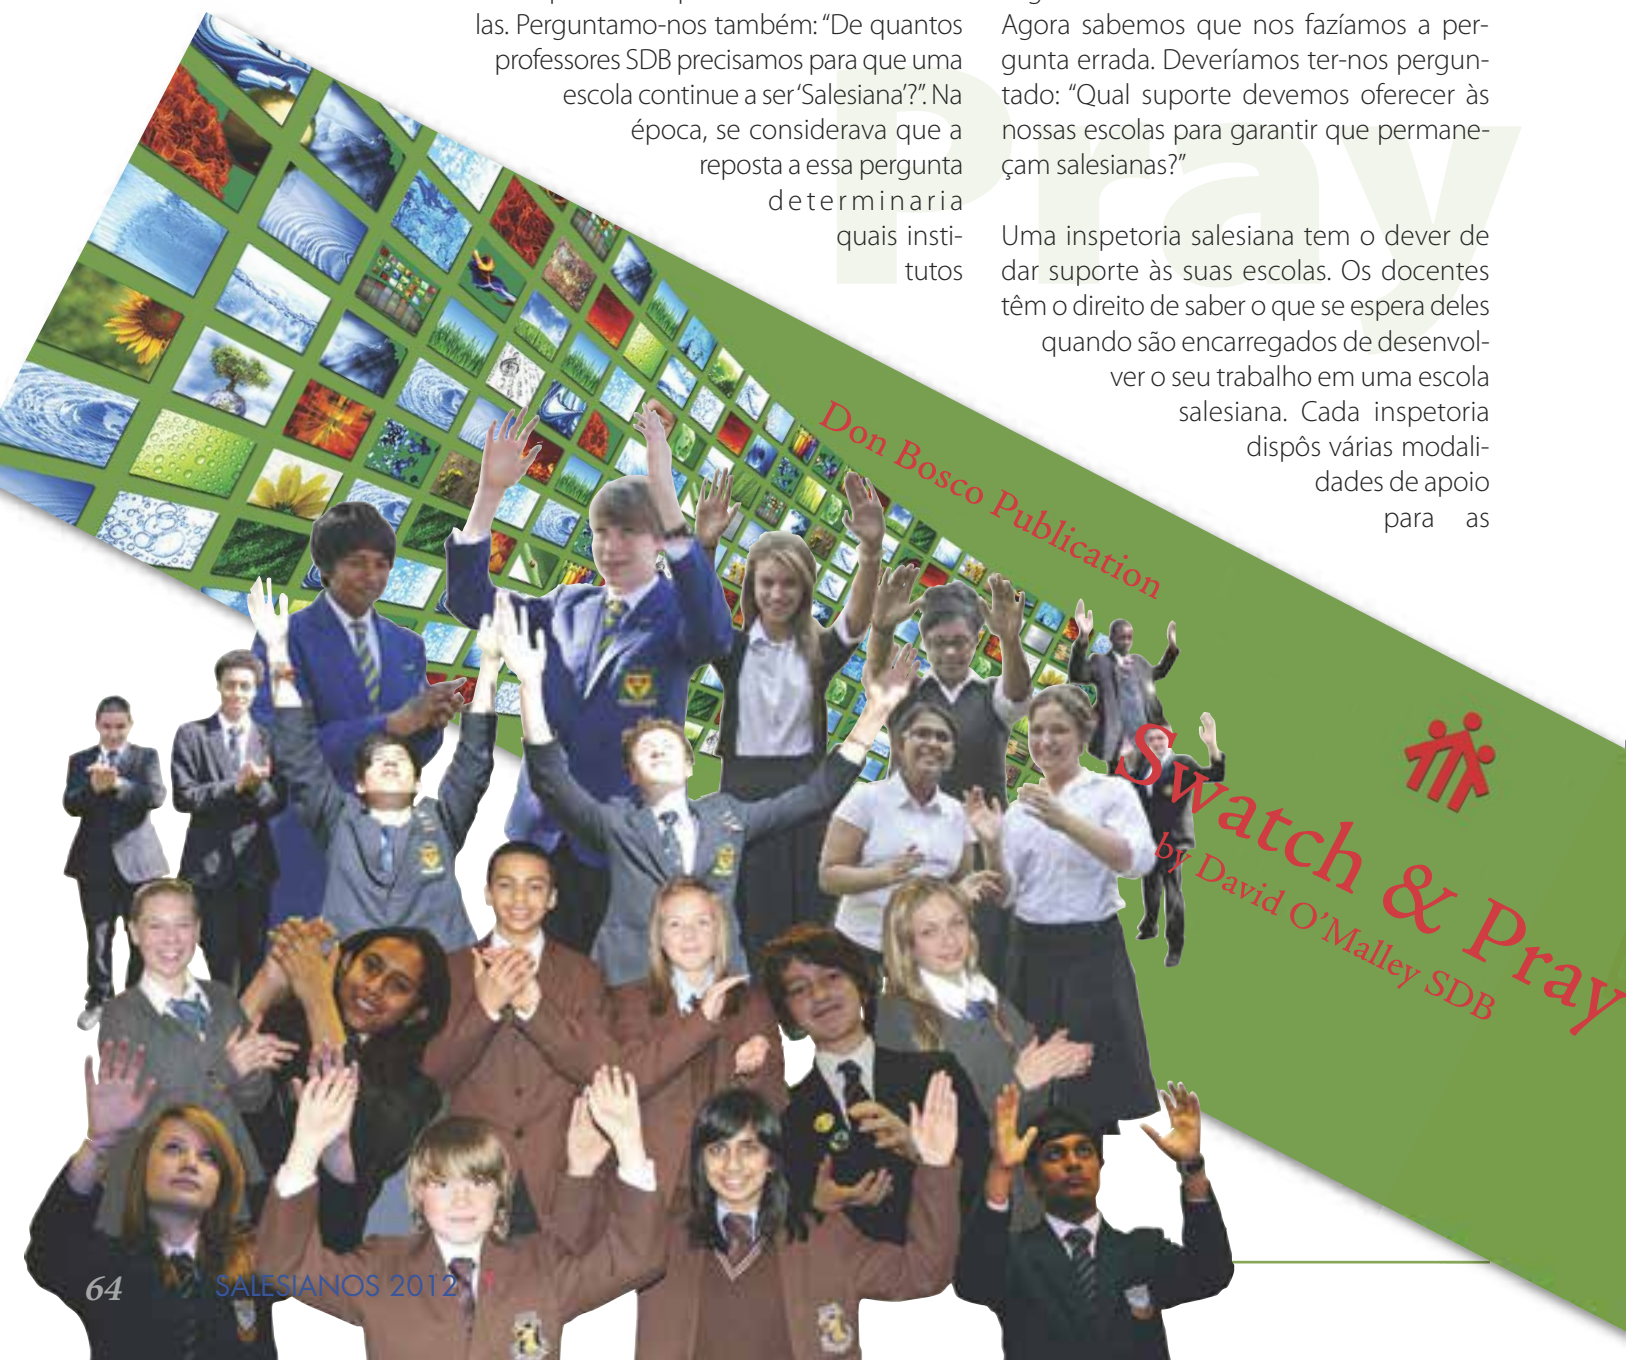 las. Perguntamo-nos também: “De quantos
professores SDB precisamos para que uma
escola continue a ser ‘Salesiana’?”. Na
época, se considerava que a
reposta a essa pergunta
determinaria
quais insti-
tutos
Agora sabemos que nos fazíamos a per-
gunta errada. Deveríamos ter-nos pergun-
tado: “Qual suporte devemos oferecer às
nossas escolas para garantir que permane-
çam salesianas?”
Uma inspetoria salesiana tem o dever de
dar suporte às suas escolas. Os docentes
têm o direito de saber o que se espera deles
quando são encarregados de desenvol-
ver o seu trabalho em uma escola
salesiana. Cada inspetoria
dispôs várias modali-
dades de apoio
para as
Pray
Don Bosco Publication
Swatch & Pray
by David O’Malley SDB
64
SALESIANOS 2012